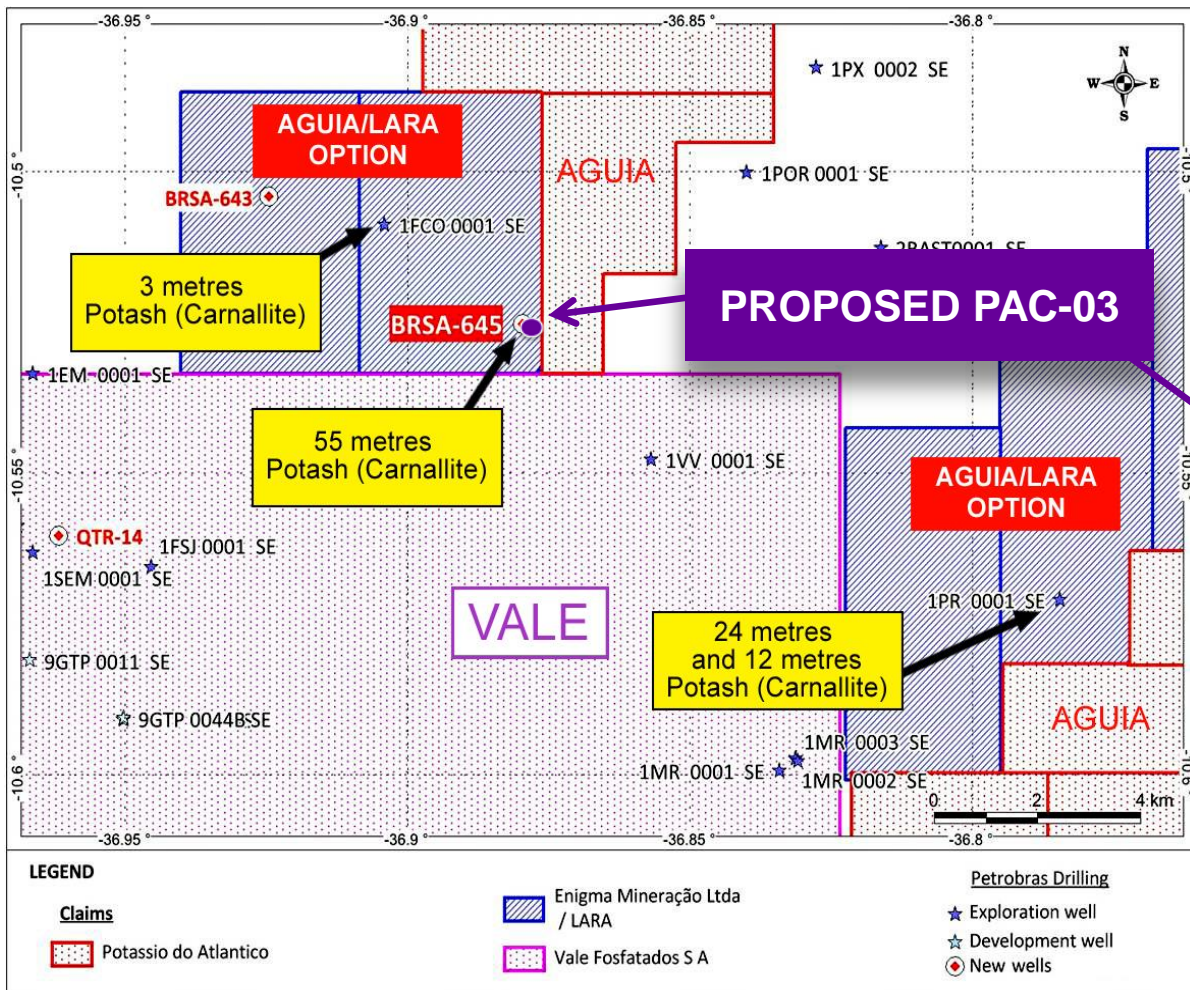 -36.95°
-36.9°
-36.85°
-36.8°
N
W E
S
1PX 0002 SE
AGUIA/LARA
OPTION
AGUIA
-10.5°
-10.5°
1POR 0001 SE
BRSA-643
1FCO 0001 SE
3 metres
Potash (Carnallite)
PROPOSED PAC-03
BRSA-645
1EM 0001 SE
55 metres
Potash (Carnallite)
1VV 0001 SE
-10.55°
-10.55°
AGUIA/LARA
OPTION
QTR-14
1FSJ 0001 SE
1SEM 0001 SE
VALE
1PR 0001 SE
24 metres
and 12 metres
Potash (Carnallite)
9GTP 0011 SE
9GTP 0044B SE
AGUIA
1MR 0003 SE
1MR 0001 SE
1MR 0002 SE
-10.6°
0 2 4 km
-36.95°
-36.9°
-36.85°
-36.8°
LEGEND
Claims
Potassio do Atlantico
Enigma Mineração Ltda
/ LARA
Vale Fosfatados S A
Petrobras Drilling
Exploration well
Development well
New wells